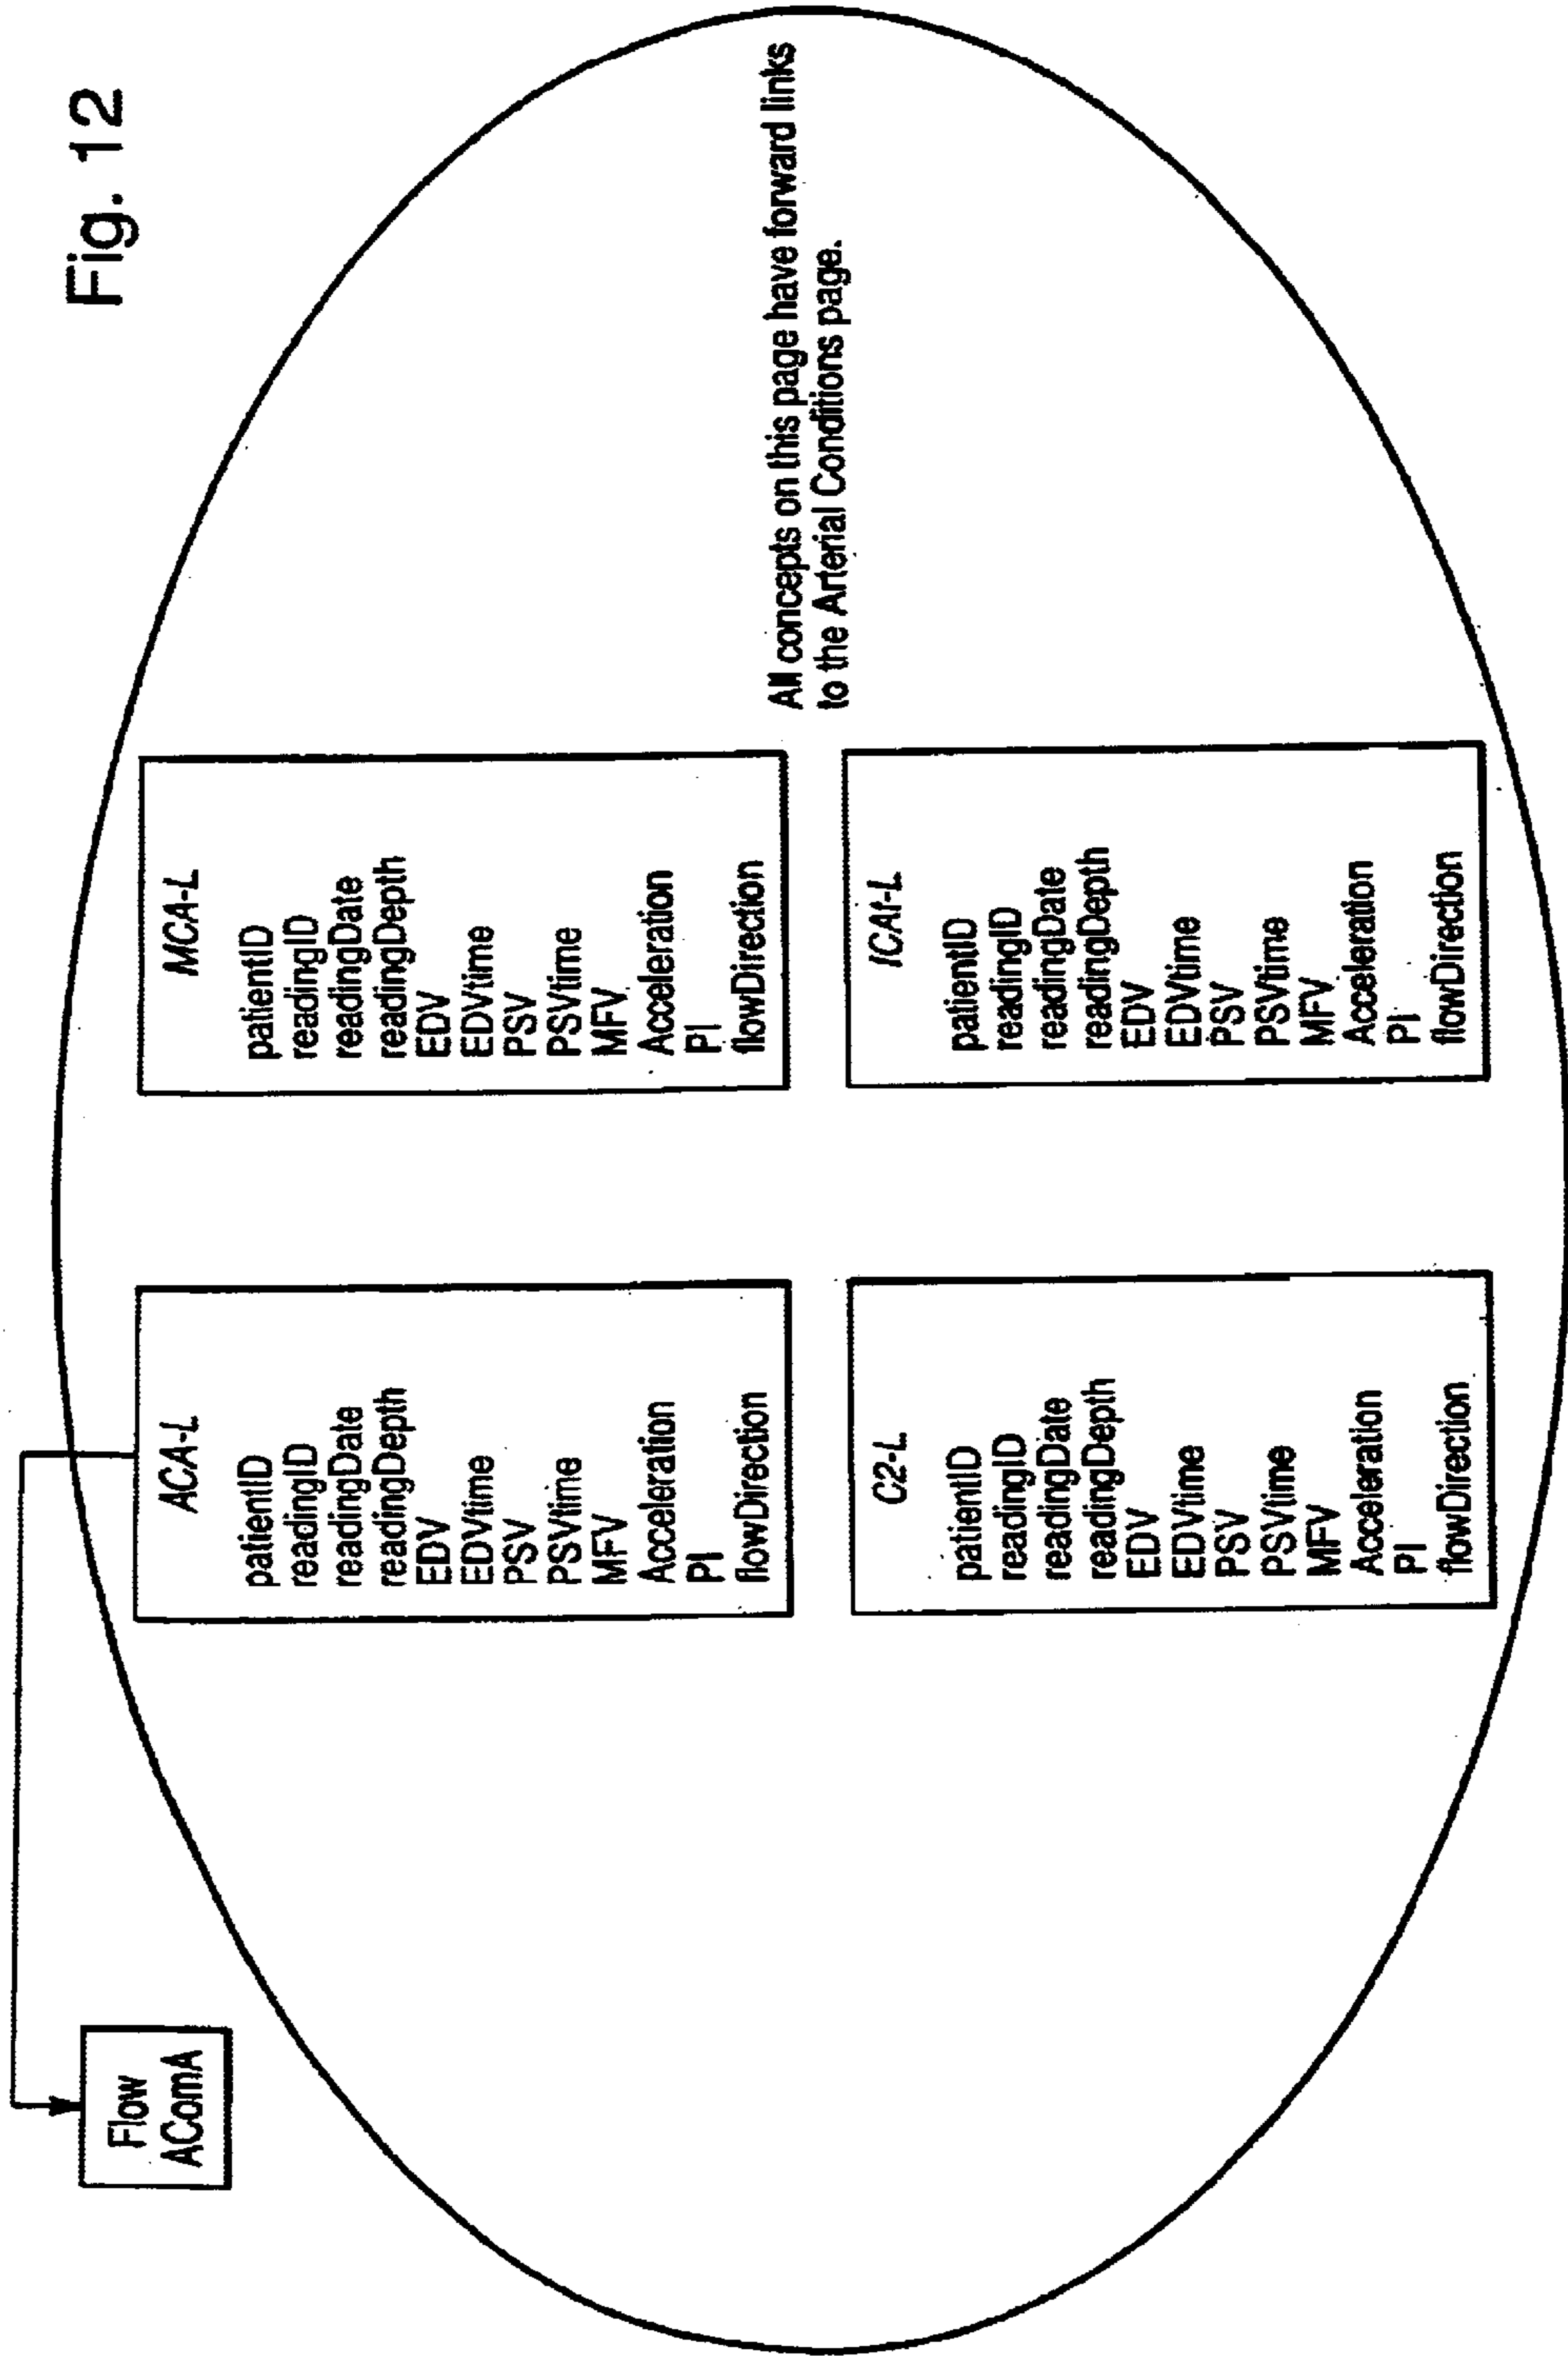 Fig. 12
Flow
AComA
ACA-L
patientID
readingID
readingDate
readingDepth
EDV
EDVtime
PSV
PSVtime
MFV
Acceleration
PI
flowDirection
MCA-L
patientID
readingID
readingDate
readingDepth
EDV
EDVtime
PSV
PSVtime
MFV
Acceleration
PI
flowDirection
C2-L
patientID
readingID
readingDate
readingDepth
EDV
EDVtime
PSV
PSVtime
MFV
Acceleration
PI
flowDirection
ICA1-L
patientID
readingID
readingDate
readingDepth
EDV
EDVtime
PSV
PSVtime
MFV
Acceleration
PI
flowDirection
All concepts on this page have forward links
to the Arterial Conditions page.